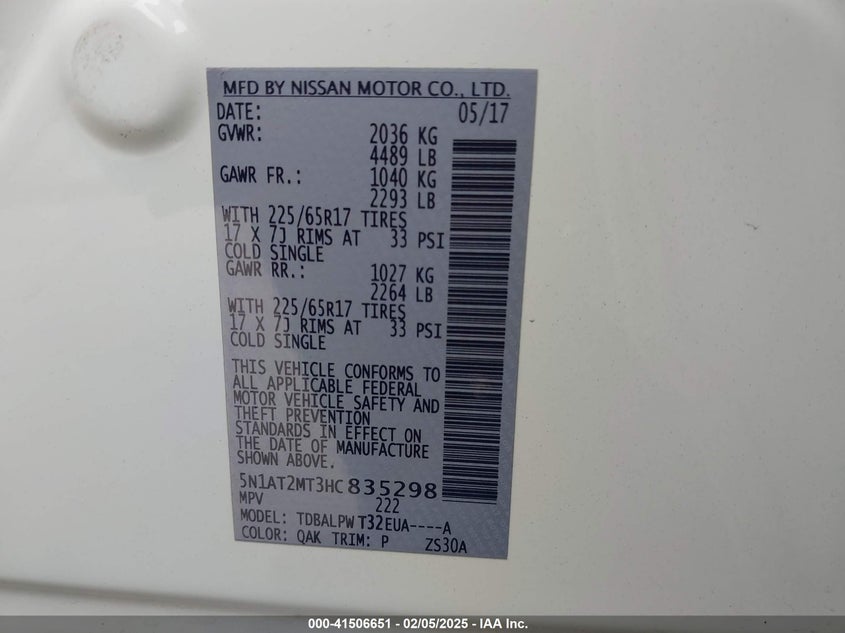 MFD BY NISSAN MOTOR CO., LTD.
DATE: 05/17
GVWR: 2036 KG
4489 LB
GAWR FR.: 1040 KG
2293 LB
WITH 225/65R17 TIRES
17 X 7J RIMS AT 33 PSI
COLD SINGLE
GAWR RR.: 1027 KG
2264 LB
WITH 225/65R17 TIRES
17 X 7J RIMS AT 33 PSI
COLD SINGLE
THIS VEHICLE CONFORMS TO
ALL APPLICABLE FEDERAL
MOTOR VEHICLE SAFETY AND
THEFT PREVENTION
STANDARDS IN EFFECT ON
THE DATE OF MANUFACTURE
SHOWN ABOVE.
5N1AT2MT3HC835298
MPV 222
MODEL: TDBALPW T32EUA----A
COLOR: QAK TRIM: P ZS30A
000-41506651 - 02/05/2025 - IAA Inc.